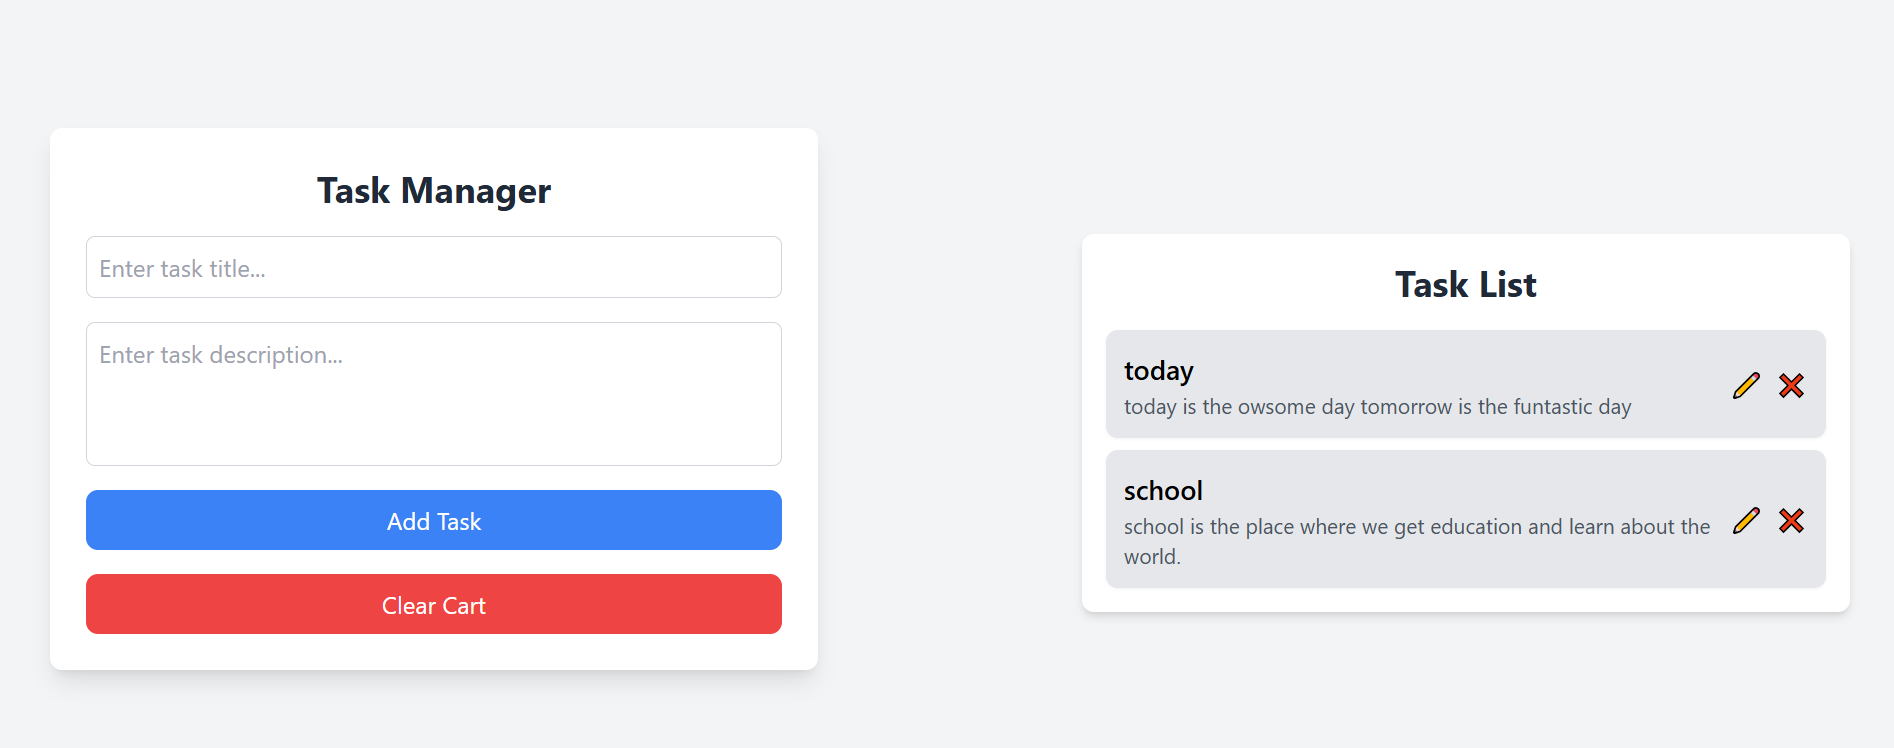 Task Manager
Enter task title...
Enter task description...
Add Task
Clear Cart
Task List
today
today is the owsome day tomorrow is the funtastic day
school
school is the place where we get education and learn about the
world.